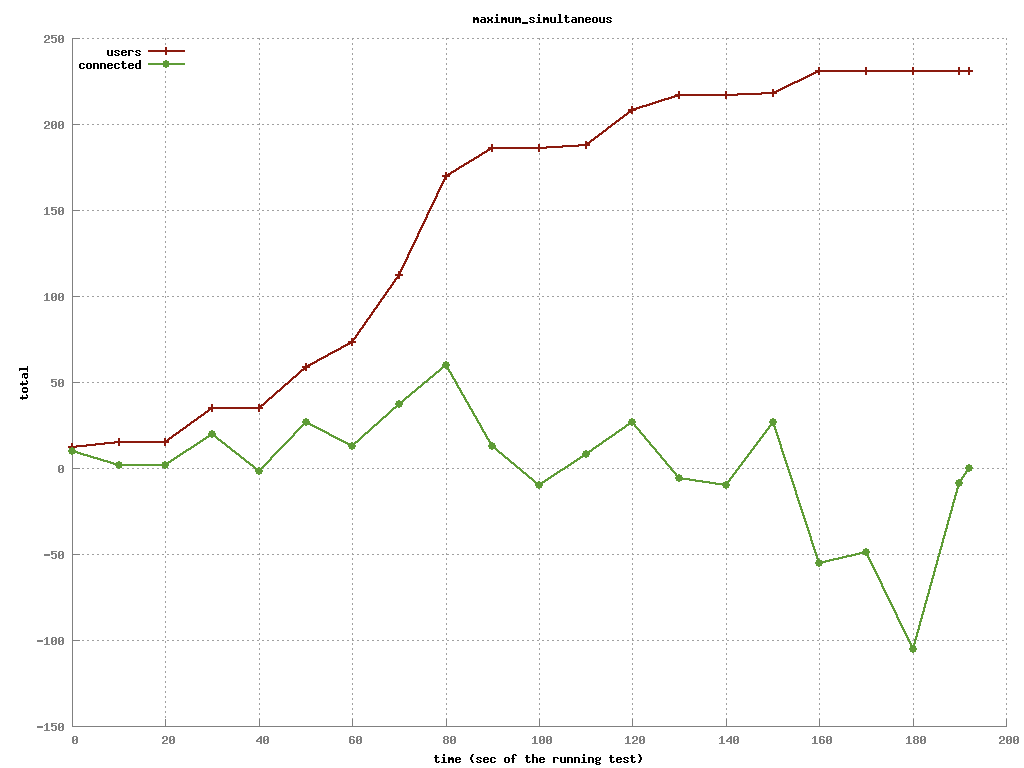 maximum_simultaneous
250
users
connected
200
150
100
50
0
-50
-100
-150
total
0 20 40 60 80 100 120 140 160 180 200
time (sec of the running test)